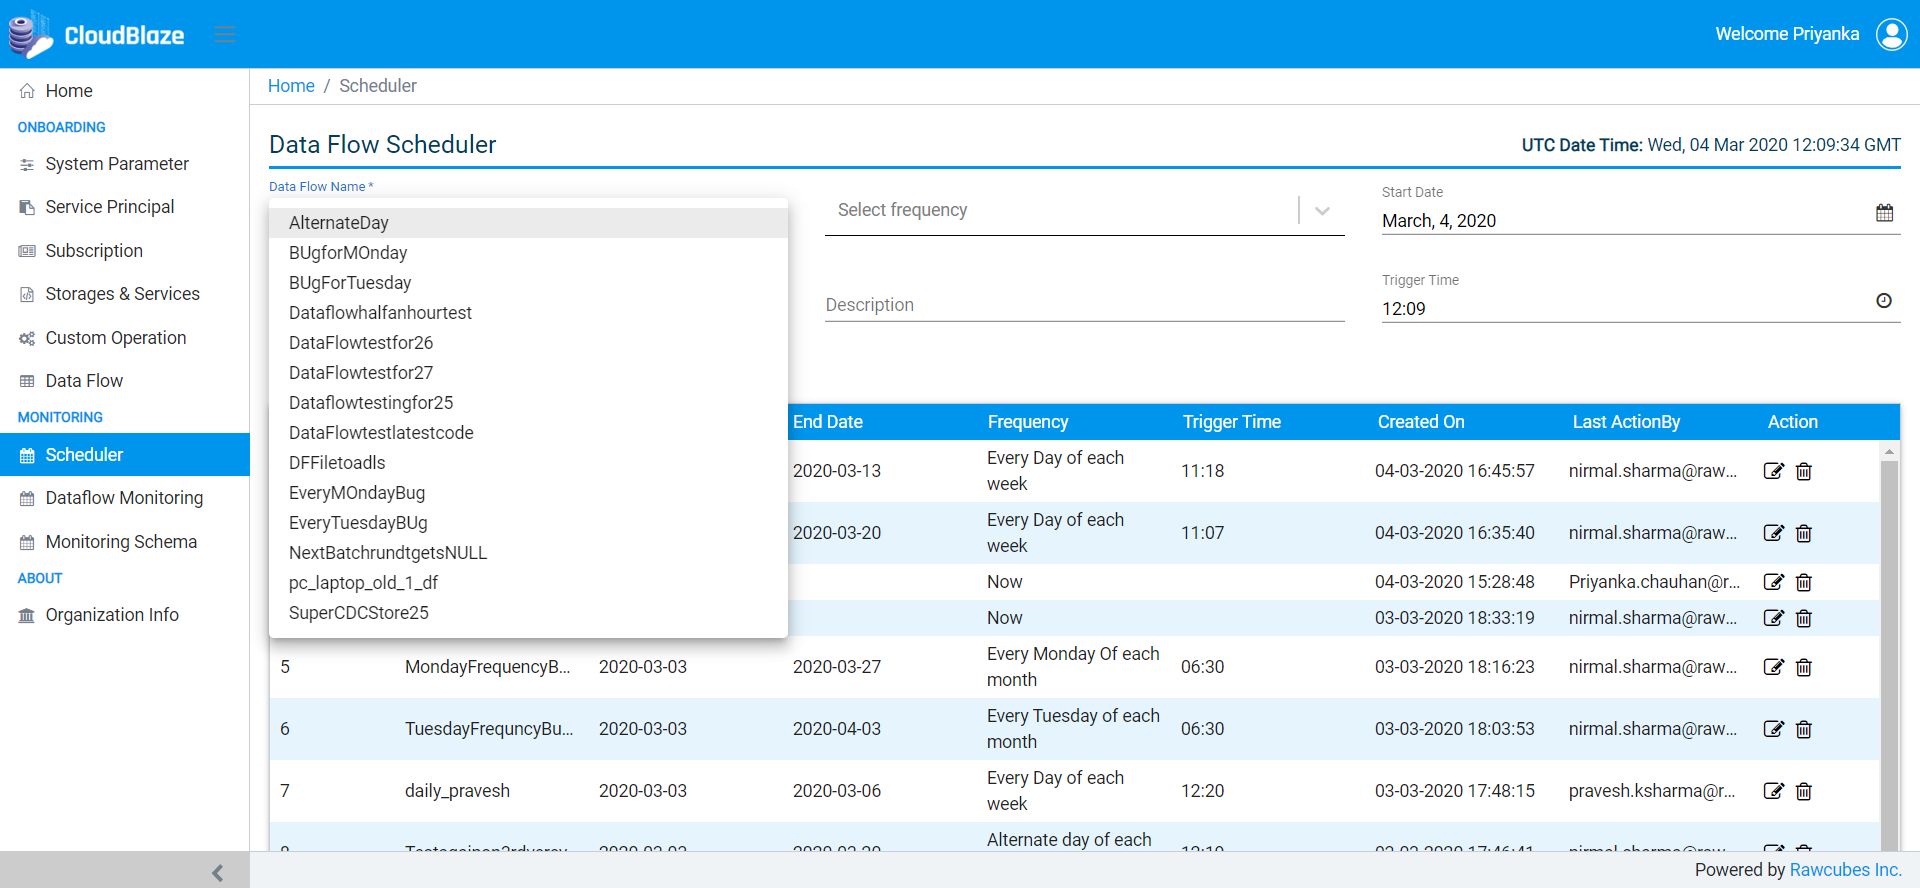 CloudBlaze
Welcome Priyanka
Home
ONBOARDING
System Parameter
Service Principal
Subscription
Storages & Services
Custom Operation
Data Flow
MONITORING
Scheduler
Dataflow Monitoring
Monitoring Schema
ABOUT
Organization Info
Home / Scheduler
Data Flow Scheduler
UTC Date Time: Wed, 04 Mar 2020 12:09:34 GMT
Data Flow Name *
AlternateDay
BUgforMOnday
BUgForTuesday
Dataflowhalfanhourtest
DataFlowtestfor26
DataFlowtestfor27
Dataflowtestingfor25
DataFlowtestlatestcode
DFFiletoadls
EveryMOndayBug
EveryTuesdayBUg
NextBatchrundtgetsNULL
pc_laptop_old_1_df
SuperCDCStore25
Select frequency
Start Date
March, 4, 2020
Description
Trigger Time
12:09
End Date Frequency Trigger Time Created On Last ActionBy Action
2020-03-13 Every Day of each week 11:18 04-03-2020 16:45:57 nirmal.sharma@raw...
2020-03-20 Every Day of each week 11:07 04-03-2020 16:35:40 nirmal.sharma@raw...
Now 04-03-2020 15:28:48 Priyanka.chauhan@r...
Now 03-03-2020 18:33:19 nirmal.sharma@raw...
5 MondayFrequencyB... 2020-03-03 2020-03-27 Every Monday Of each month 06:30 03-03-2020 18:16:23 nirmal.sharma@raw...
6 TuesdayFrequncyBu... 2020-03-03 2020-04-03 Every Tuesday of each month 06:30 03-03-2020 18:03:53 nirmal.sharma@raw...
7 daily_pravesh 2020-03-03 2020-03-06 Every Day of each week 12:20 03-03-2020 17:48:15 pravesh.ksharma@r...
Alternate day of each
Powered by Rawcubes Inc.